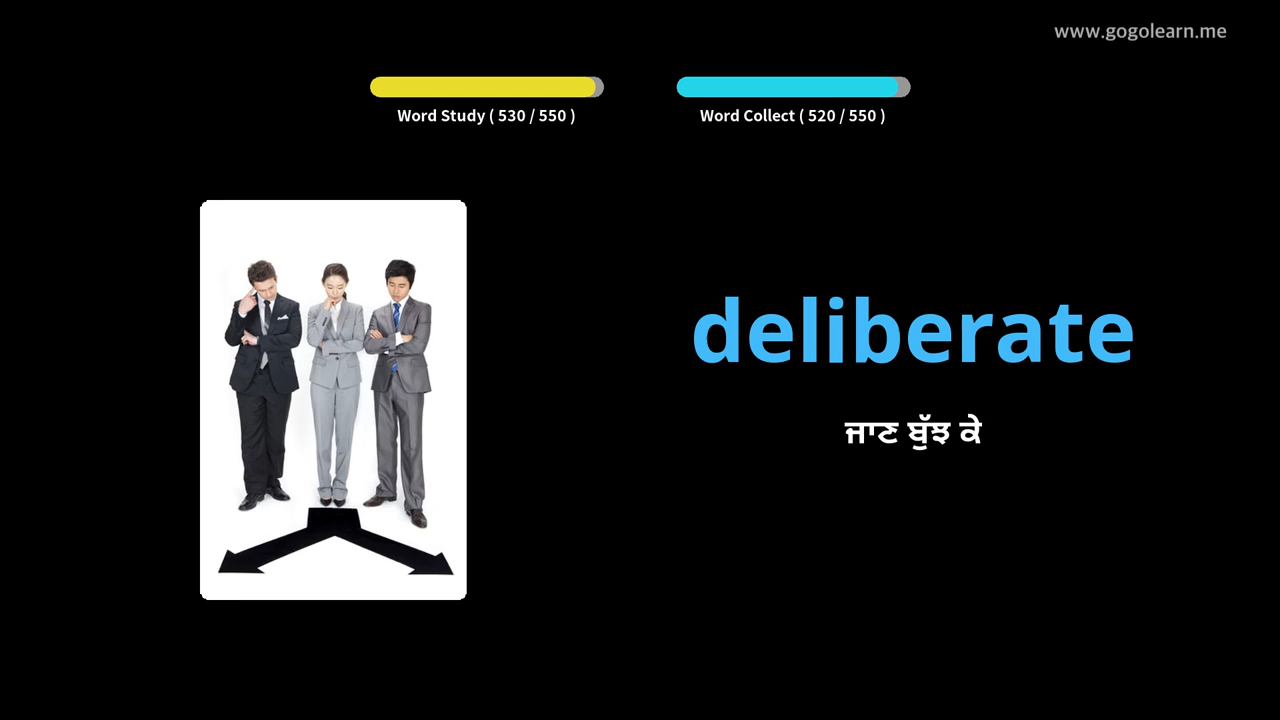 www.gogolearn.me
Word Study ( 530 / 550 )
Word Collect ( 520 / 550 )
deliberate
ਜਾਣ ਬੁੱਝ ਕੇ